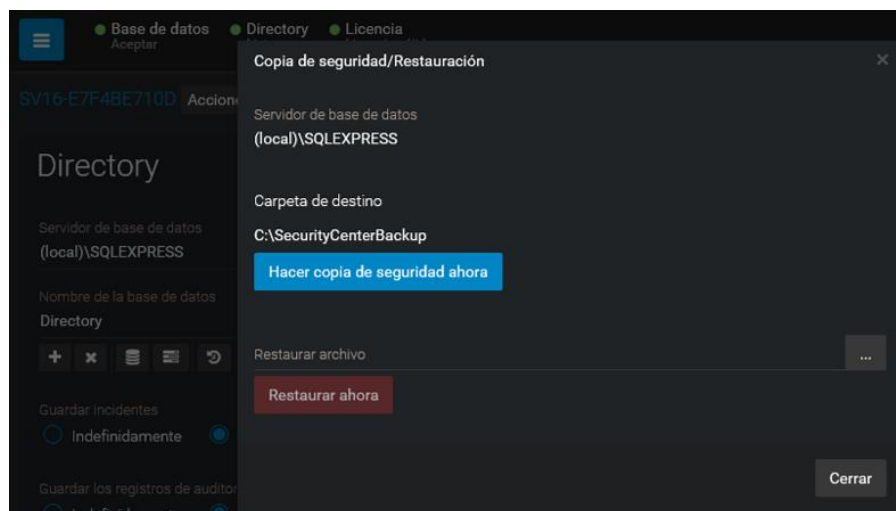 Base de datos
Aceptar
Directory
Licencia
SV16-E7F4BE710D
Directory
Servidor de base de datos
(local)\SQLEXPRESS
Nombre de la base de datos
Directory
Guardar incidentes
Indefinidamente
Guardar los registros de
Copia de seguridad/Restauración
Servidor de base de datos
(local)\SQLEXPRESS
Carpeta de destino
C:\SecurityCenterBackup
Hacer copia de seguridad ahora
Restaurar archivo
...
Restaurar ahora
Cerrar